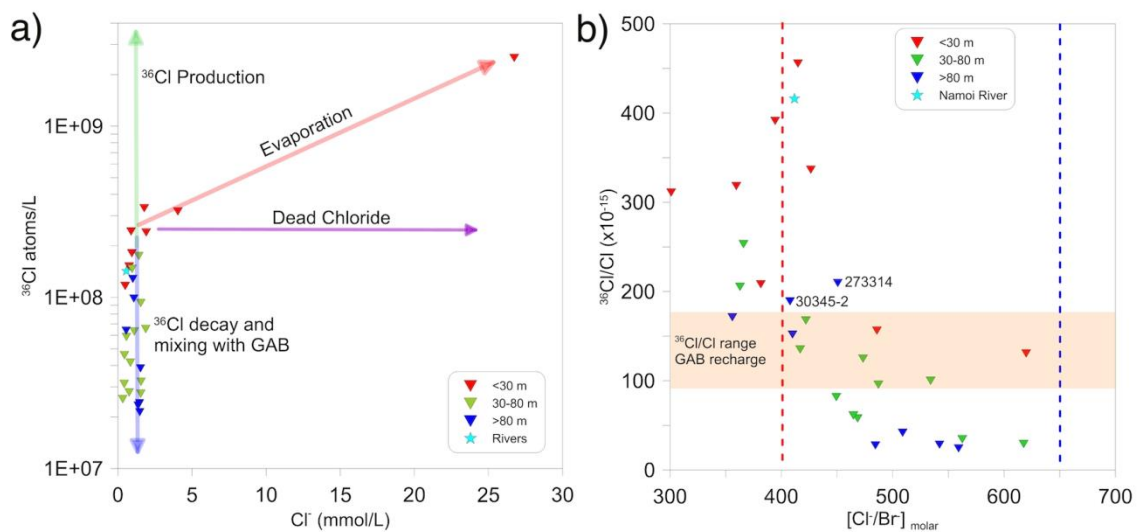 a)
1E+09
1E+08
1E+07
³⁶Cl atoms/L
³⁶Cl Production
Evaporation
Dead Chloride
³⁶Cl decay and
mixing with GAB
<30 m
30-80 m
>80 m
Rivers
0 5 10 15 20 25 30
Cl⁻ (mmol/L)
b)
500
400
300
200
100
0
³⁶Cl/Cl (x10⁻¹⁵)
<30 m
30-80 m
>80 m
Namoi River
273314
30345-2
³⁶Cl/Cl range
GAB recharge
300 400 500 600 700
[Cl⁻/Br⁻] molar